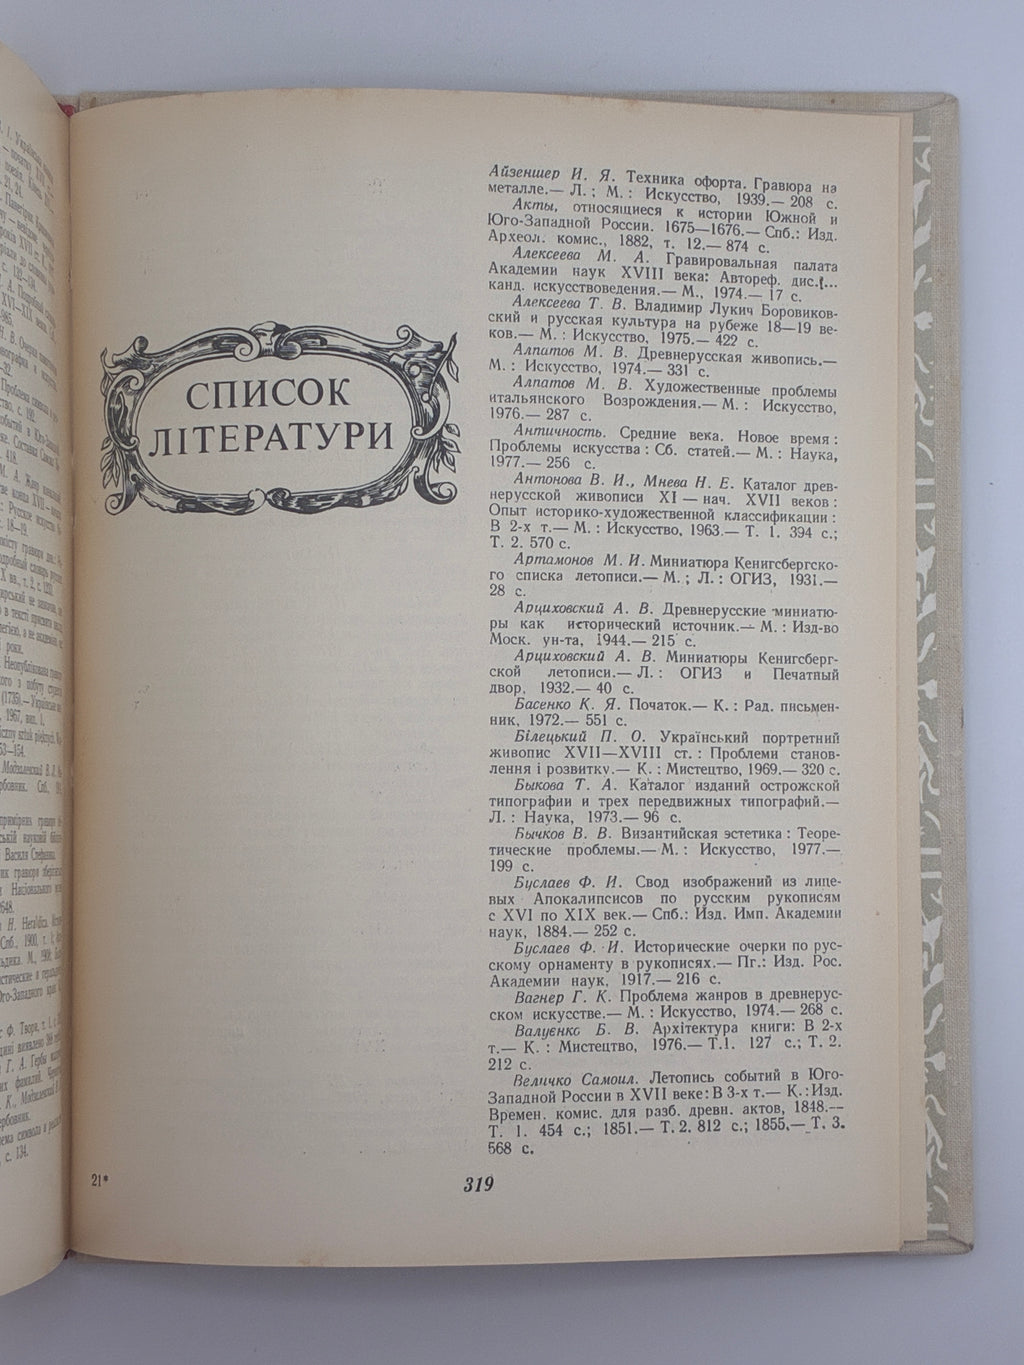 СПИСОК
ЛІТЕРАТУРИ
Айзеншер И. Я. Техника офорта. Гравюра на
металле.— Л. ; М. : Искусство, 1939.— 208 с.
Акты, относящиеся к истории Южной и
Юго-Западной России. 1675—1676.— Спб.: Изд.
Археол. комис., 1882, т. 12.— 874 с.
Алексеева М. А. Гравировальная палата
Академии наук XVIII века: Автореф. дис.(...
канд. искусствоведения.— М., 1974.— 17 с.
Алексеева Т. В. Владимир Лукич Боровиков-
ский и русская культура на рубеже 18—19 ве-
ков.— М. : Искусство, 1975.— 422 с.
Алпатов М. В. Древнерусская живопись.—
М. : Искусство, 1974.— 331 с.
Алпатов М. В. Художественные проблемы
итальянского Возрождения.— М. : Искусство,
1976.— 287 с.
Античность. Средние века. Новое время :
Проблемы искусства : Сб. статей.— М. : Наука,
1977.— 256 с.
Антонова В. И., Мнева Н. Е. Каталог древ-
нерусской живописи XI — нач. XVII веков :
Опыт историко-художественной классификации :
В 2-х т.— М. : Искусство, 1963.— Т. 1. 394 с.;
Т. 2. 570 с.
Артамонов М. И. Миниатюра Кенигсбергско-
го списка летописи.— М. ; Л. : ОГИЗ, 1931.—
28 с.
Арциховский А. В. Древнерусские миниатю-
ры как исторический источник.— М. : Изд-во
Моск. ун-та, 1944.— 215 с.
Арциховский А. В. Миниатюры Кенигсберг-
ской летописи.— Л. : ОГИЗ и Печатный
двор, 1932.— 40 с.
Басенко К. Я. Початок.— К. : Рад. письмен-
ник, 1972.— 551 с.
Білецький П. О. Український портретний
живопис XVII—XVIII ст. : Проблеми станов-
лення і розвитку.— К. : Мистецтво, 1969.— 320 с.
Быкова Т. А. Каталог изданий острожской
типографии и трех передвижных типографий.—
Л. : Наука, 1973.— 96 с.
Бычков В. В. Византийская эстетика : Теоре-
тические проблемы.— М. : Искусство, 1977.—
199 с.
Буслаев Ф. И. Свод изображений из лице-
вых Апокалипсисов по русским рукописям
с XVI по XIX век.— Спб.: Изд. Имп. Академии
наук, 1884.— 252 с.
Буслаев Ф. И. Исторические очерки по рус-
скому орнаменту в рукописях.— Пг.: Изд. Рос.
Академии наук, 1917.— 216 с.
Вагнер Г. К. Проблема жанров в древнерус-
ском искусстве.— М. : Искусство, 1974.— 268 с.
Валуенко Б. В. Архітектура книги: В 2-х
т.— К. : Мистецтво, 1976.— Т.1. 127 с.; Т. 2.
212 с.
Величко Самоил. Летопись событий в Юго-
Западной России в XVII веке: В 3-х т.— К. :Изд.
Времен. комис. для разб. древн. актов, 1848.—
Т. 1. 454 с.; 1851.— Т. 2. 812 с.; 1855.— Т. 3.
568 с.
21*
319